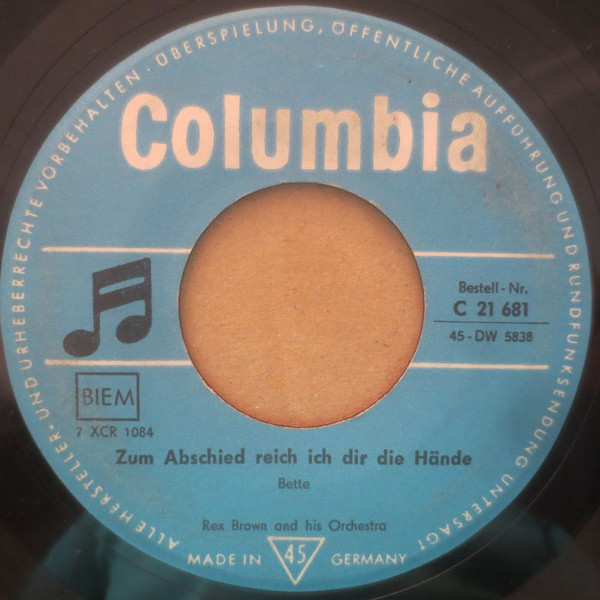 ALLE HERSTELLER- UND URHEBERRECHTE VORBEHALTEN · ÜBERSPIELUNG, ÖFFENTLICHE AUFFÜHRUNG UND RUNDFUNKSENDUNG UNTERSAGT
Columbia
Bestell-Nr.
C 21 681
45-DW 5838
BIEM
7 XCR 1084
Zum Abschied reich ich dir die Hände
Bette
Rex Brown and his Orchestra
MADE IN 45 GERMANY